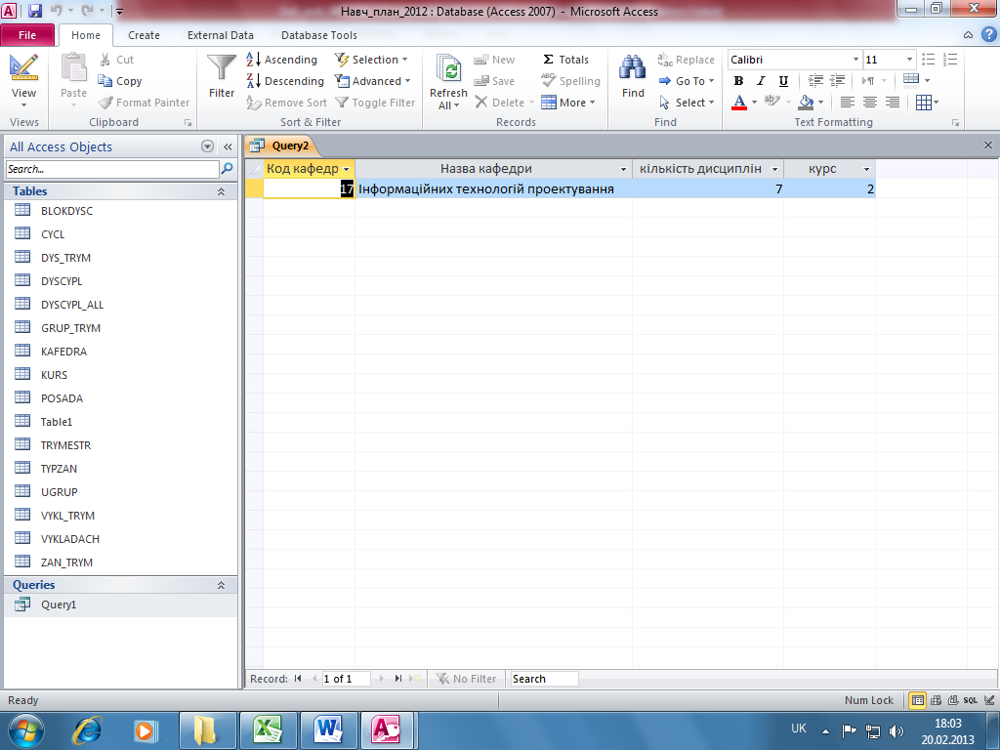 Навч_план_2012 : Database (Access 2007) - Microsoft Access
File Home Create External Data Database Tools
View
Views
Paste
Cut
Copy
Format Painter
Clipboard
Filter
Ascending
Descending
Remove Sort
Selection
Advanced
Toggle Filter
Sort & Filter
Refresh All
New
Save
Delete
Totals
Spelling
More
Records
Find
Replace
Go To
Select
Find
Calibri 11
B I U
Text Formatting
All Access Objects
Search...
Tables
BLOKDYSC
CYCL
DYS_TRYM
DYSCYPL
DYSCYPL_ALL
GRUP_TRYM
KAFEDRA
KURS
POSADA
Table1
TRYMESTR
TYPZAN
UGRUP
VYKL_TRYM
VYKLADACH
ZAN_TRYM
Queries
Query1
Query2
Код кафедр Назва кафедри кількість дисциплін курс
17 Інформаційних технологій проектування 7 2
Record: 1 of 1 No Filter Search
Ready Num Lock SQL
UK 18:03
20.02.2013